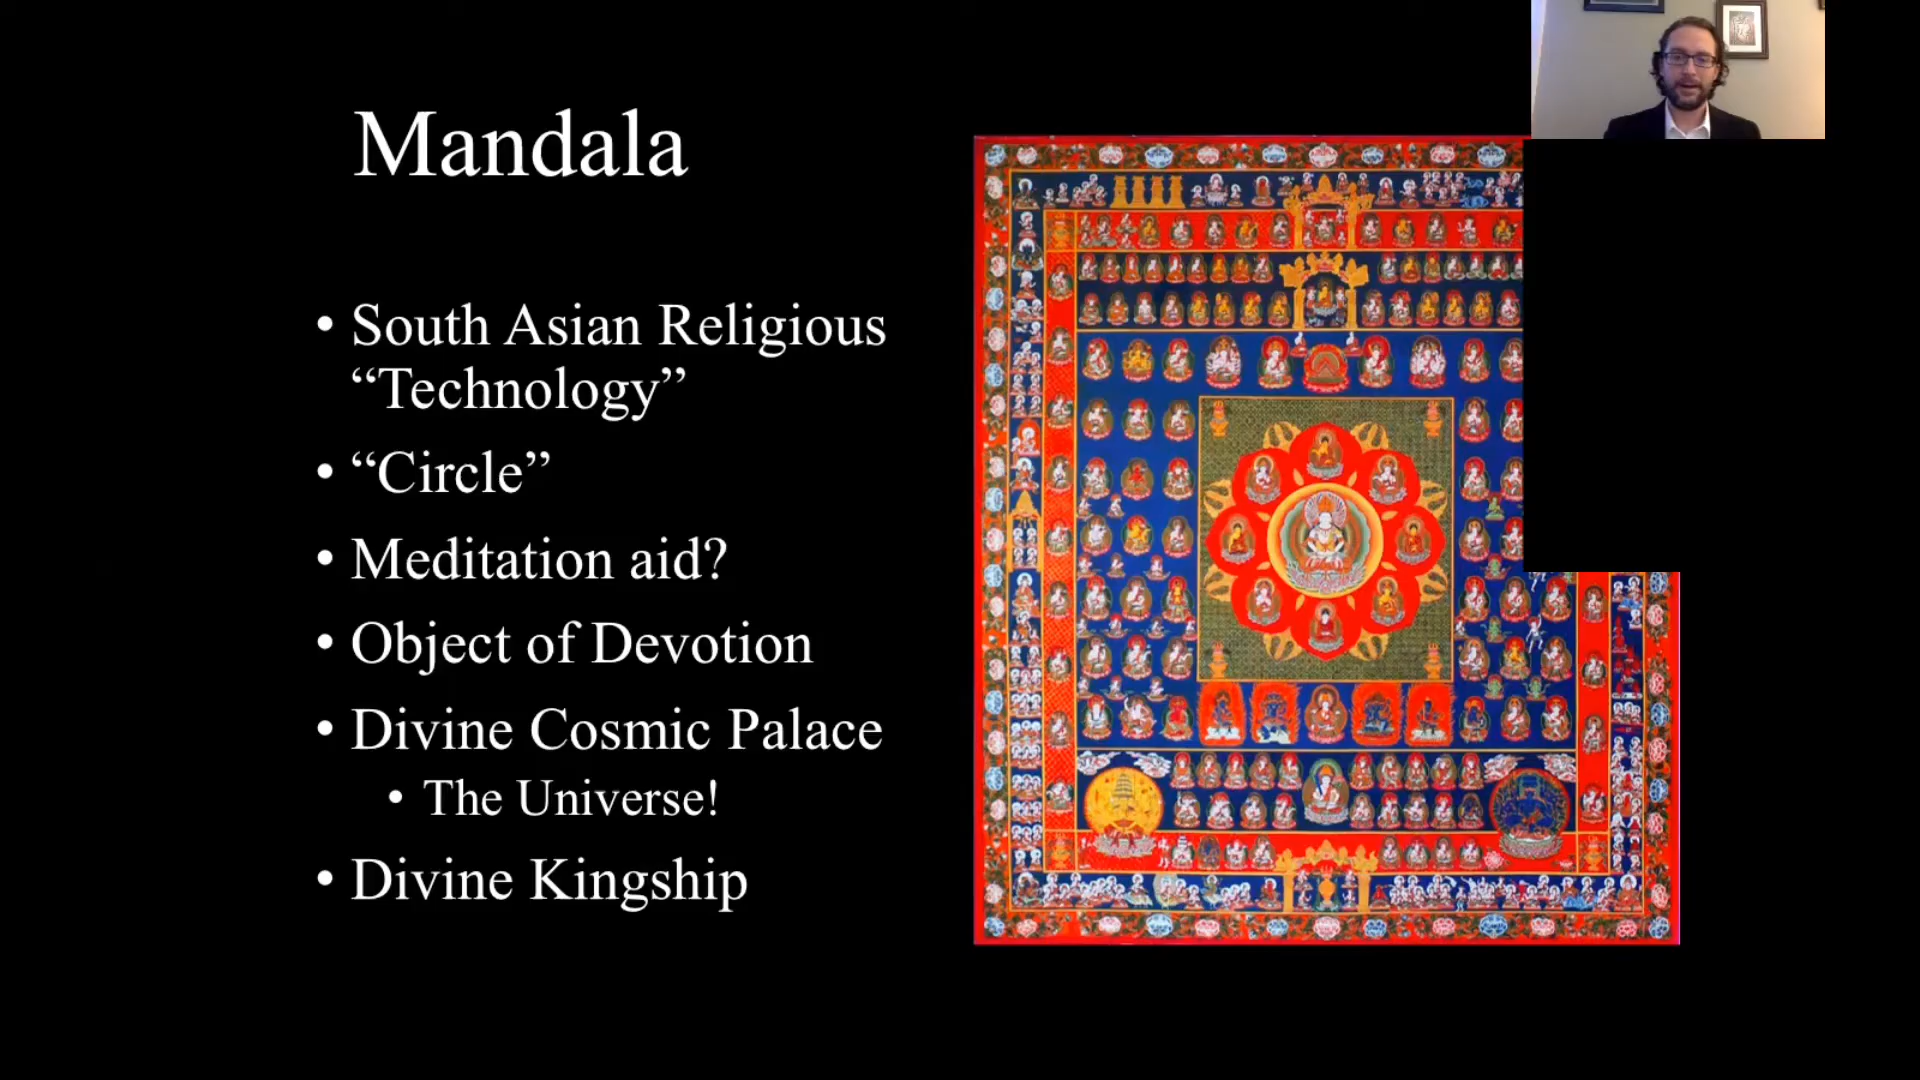 Mandala
• South Asian Religious
“Technology”
• “Circle”
• Meditation aid?
• Object of Devotion
• Divine Cosmic Palace
• The Universe!
• Divine Kingship